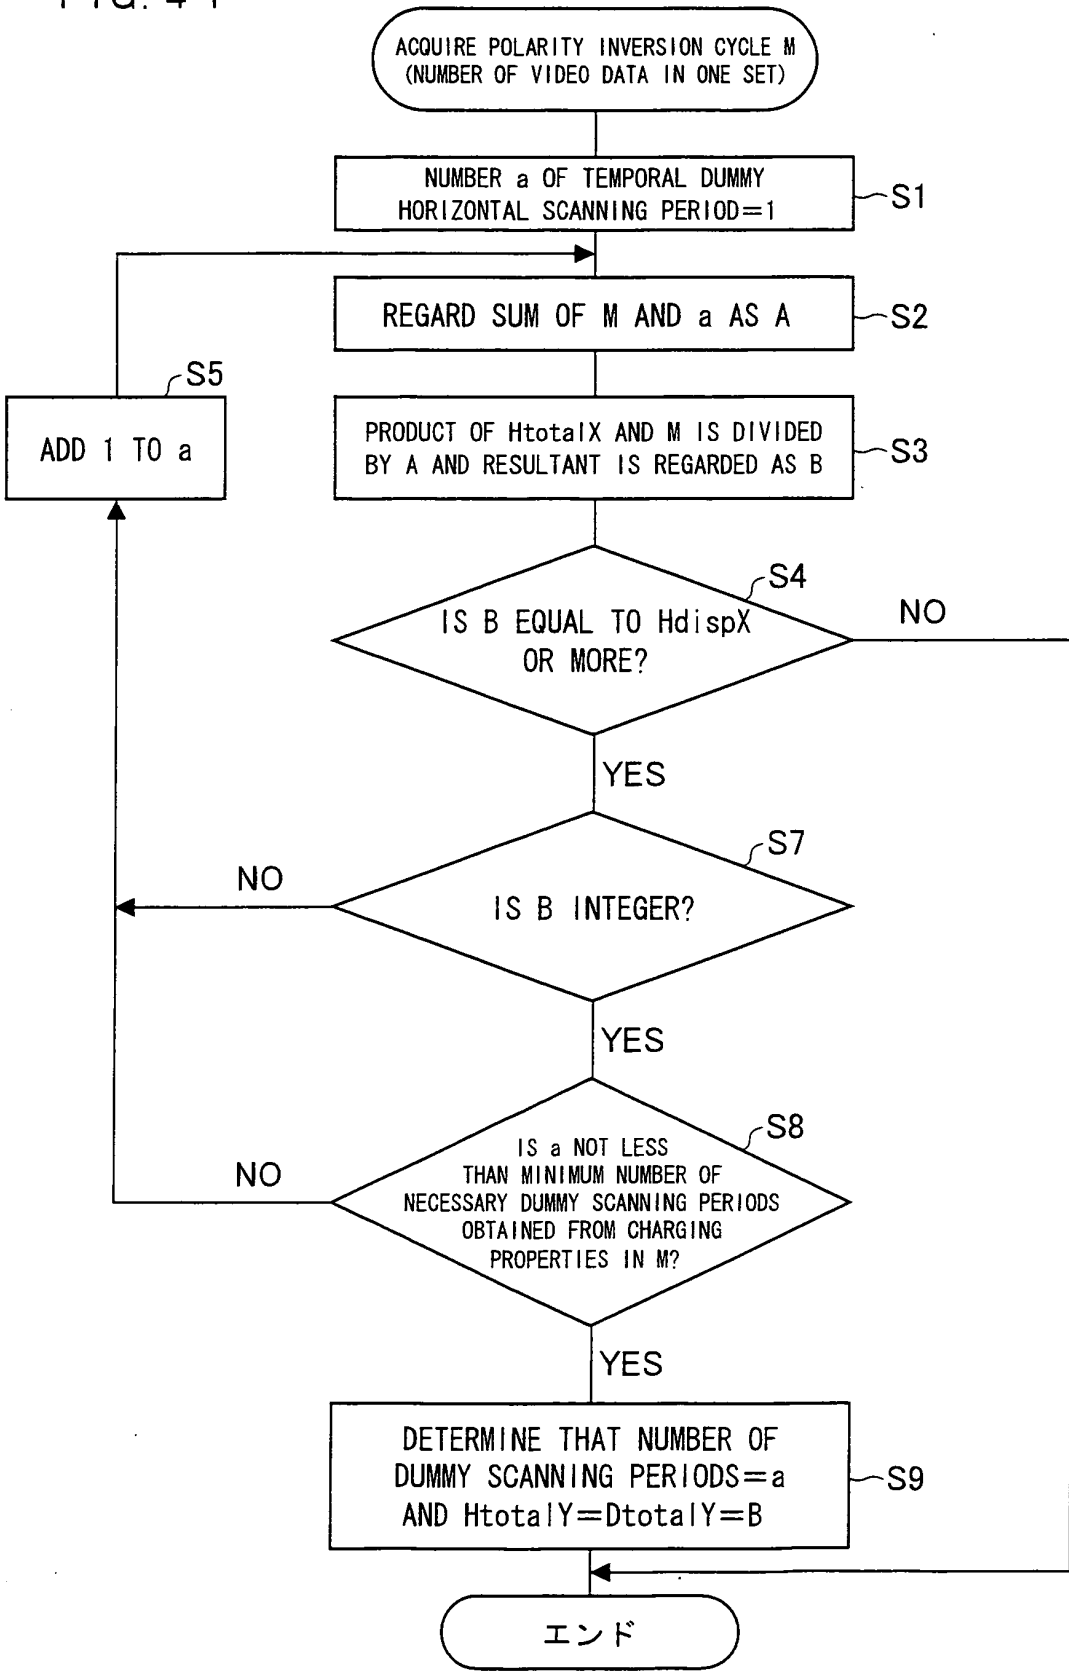 ACQUIRE POLARITY INVERSION CYCLE M
(NUMBER OF VIDEO DATA IN ONE SET)
NUMBER a OF TEMPORAL DUMMY
HORIZONTAL SCANNING PERIOD=1
S1
REGARD SUM OF M AND a AS A
S2
S5
ADD 1 TO a
PRODUCT OF HtotalX AND M IS DIVIDED
BY A AND RESULTANT IS REGARDED AS B
S3
S4
IS B EQUAL TO HdispX
OR MORE?
NO
YES
S7
NO
IS B INTEGER?
YES
S8
NO
IS a NOT LESS
THAN MINIMUM NUMBER OF
NECESSARY DUMMY SCANNING PERIODS
OBTAINED FROM CHARGING
PROPERTIES IN M?
YES
DETERMINE THAT NUMBER OF
DUMMY SCANNING PERIODS=a
AND HtotalY=DtotalY=B
S9
エンド